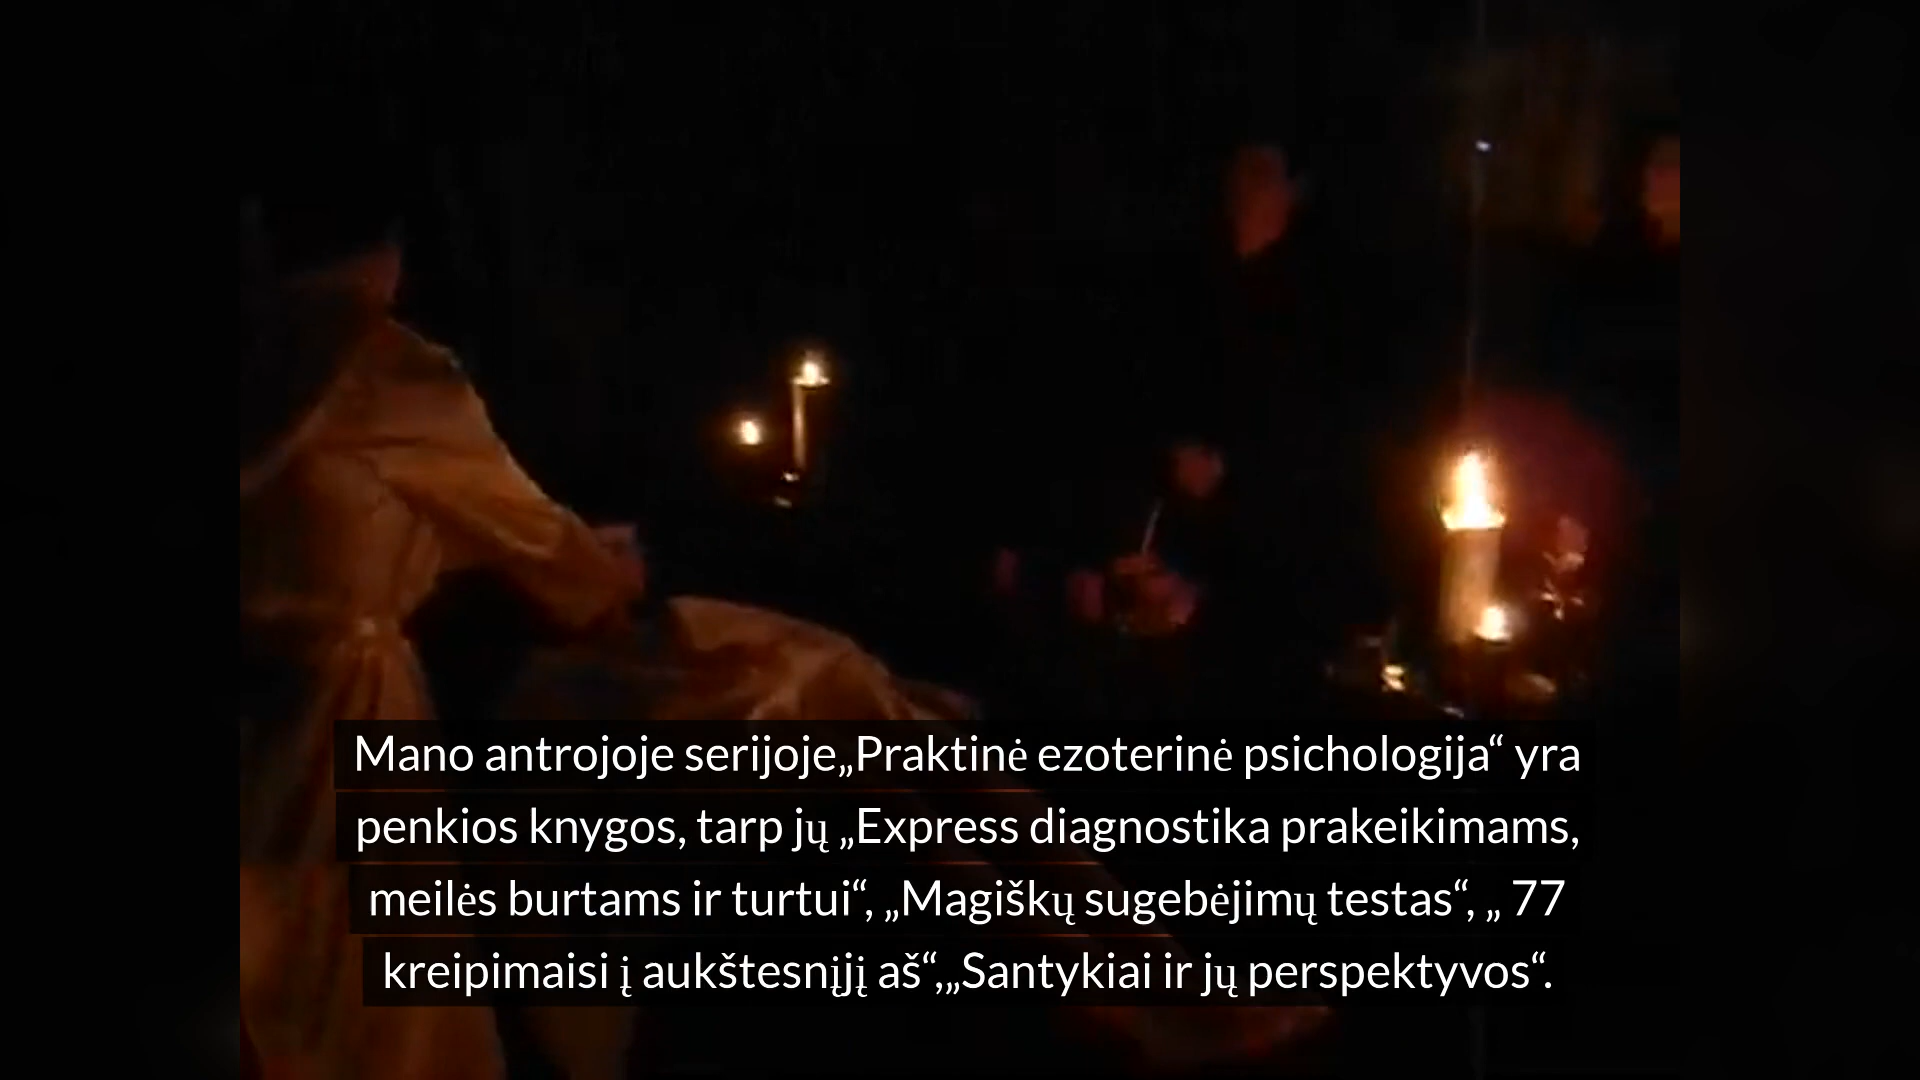 Mano antrojoje serijoje„Praktinė ezoterinė psichologija“ yra
penkios knygos, tarp jų „Express diagnostika prakeikimams,
meilės burtams ir turtui“, „Magiškų sugebėjimų testas“, „ 77
kreipimaisi į aukštesnįjį aš“,„Santykiai ir jų perspektyvos“.